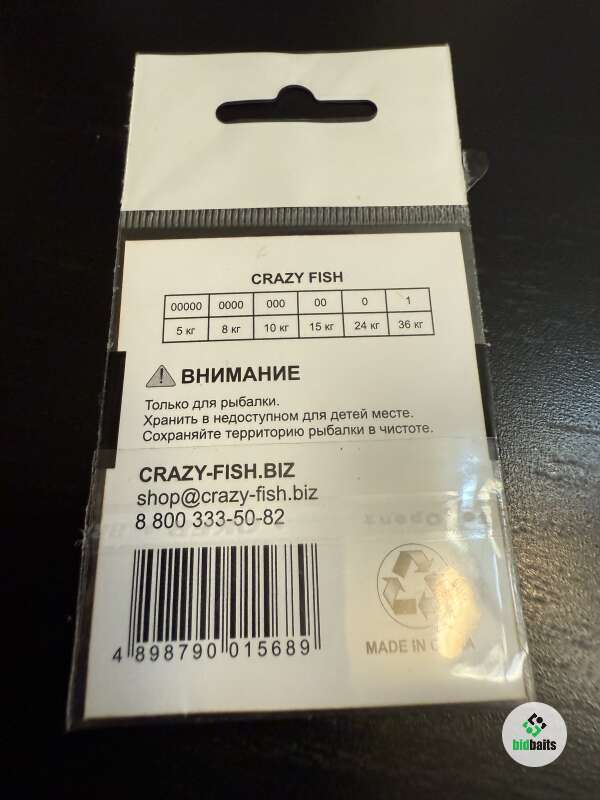 CRAZY FISH
00000 0000 000 00 0 1
5 кг 8 кг 10 кг 15 кг 24 кг 36 кг
ВНИМАНИЕ
Только для рыбалки.
Хранить в недоступном для детей месте.
Сохраняйте территорию рыбалки в чистоте.
CRAZY-FISH.BIZ
shop@crazy-fish.biz
8 800 333-50-82
4 898790 015689
MADE IN
bidbaits